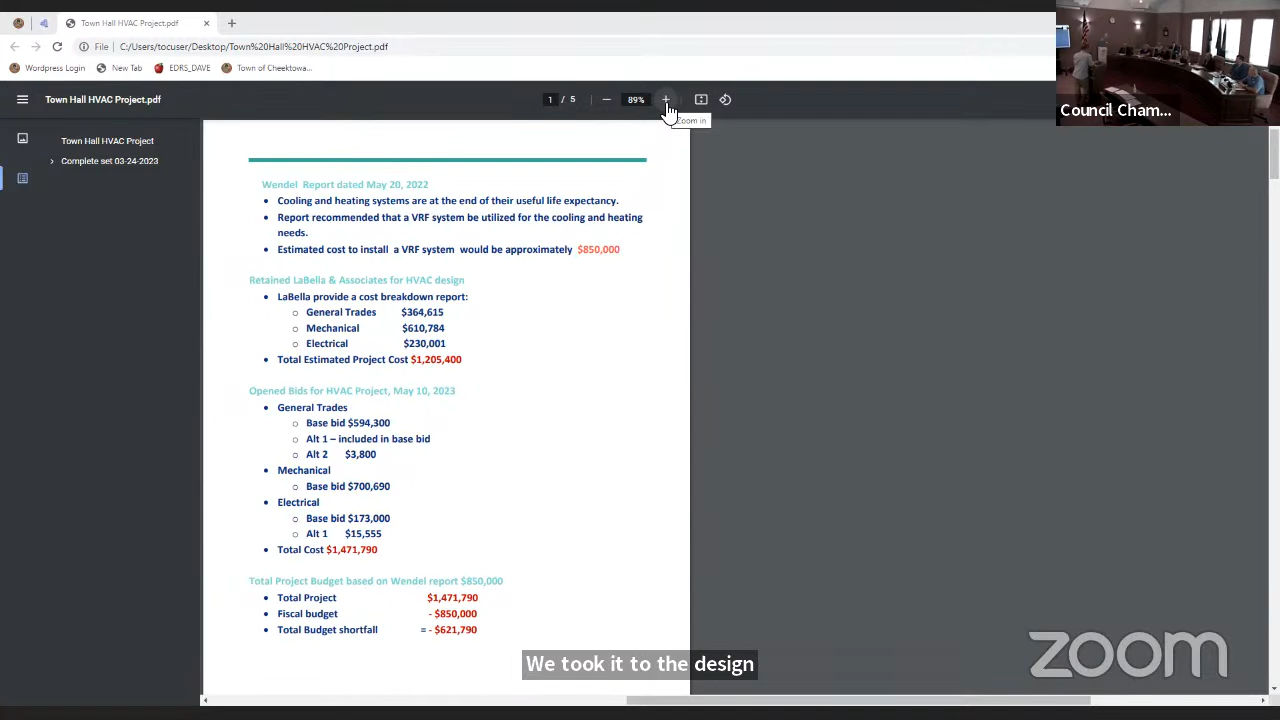 Town Hall HVAC Project.pdf
File C:/Users/tocuser/Desktop/Town%20Hall%20HVAC%20Project.pdf
Wordpress Login New Tab EDRS_DAVE Town of Cheektowa...
Council Cham...
Town Hall HVAC Project.pdf 1 / 5 89%
Zoom in
Town Hall HVAC Project
Complete set 03-24-2023
Wendel Report dated May 20, 2022
• Cooling and heating systems are at the end of their useful life expectancy.
• Report recommended that a VRF system be utilized for the cooling and heating
needs.
• Estimated cost to install a VRF system would be approximately $850,000
Retained LaBella & Associates for HVAC design
• LaBella provide a cost breakdown report:
○ General Trades $364,615
○ Mechanical $610,784
○ Electrical $230,001
• Total Estimated Project Cost $1,205,400
Opened Bids for HVAC Project, May 10, 2023
• General Trades
○ Base bid $594,300
○ Alt 1 – included in base bid
○ Alt 2 $3,800
• Mechanical
○ Base bid $700,690
• Electrical
○ Base bid $173,000
○ Alt 1 $15,555
• Total Cost $1,471,790
Total Project Budget based on Wendel report $850,000
• Total Project $1,471,790
• Fiscal budget - $850,000
• Total Budget shortfall = - $621,790
We took it to the design
zoom